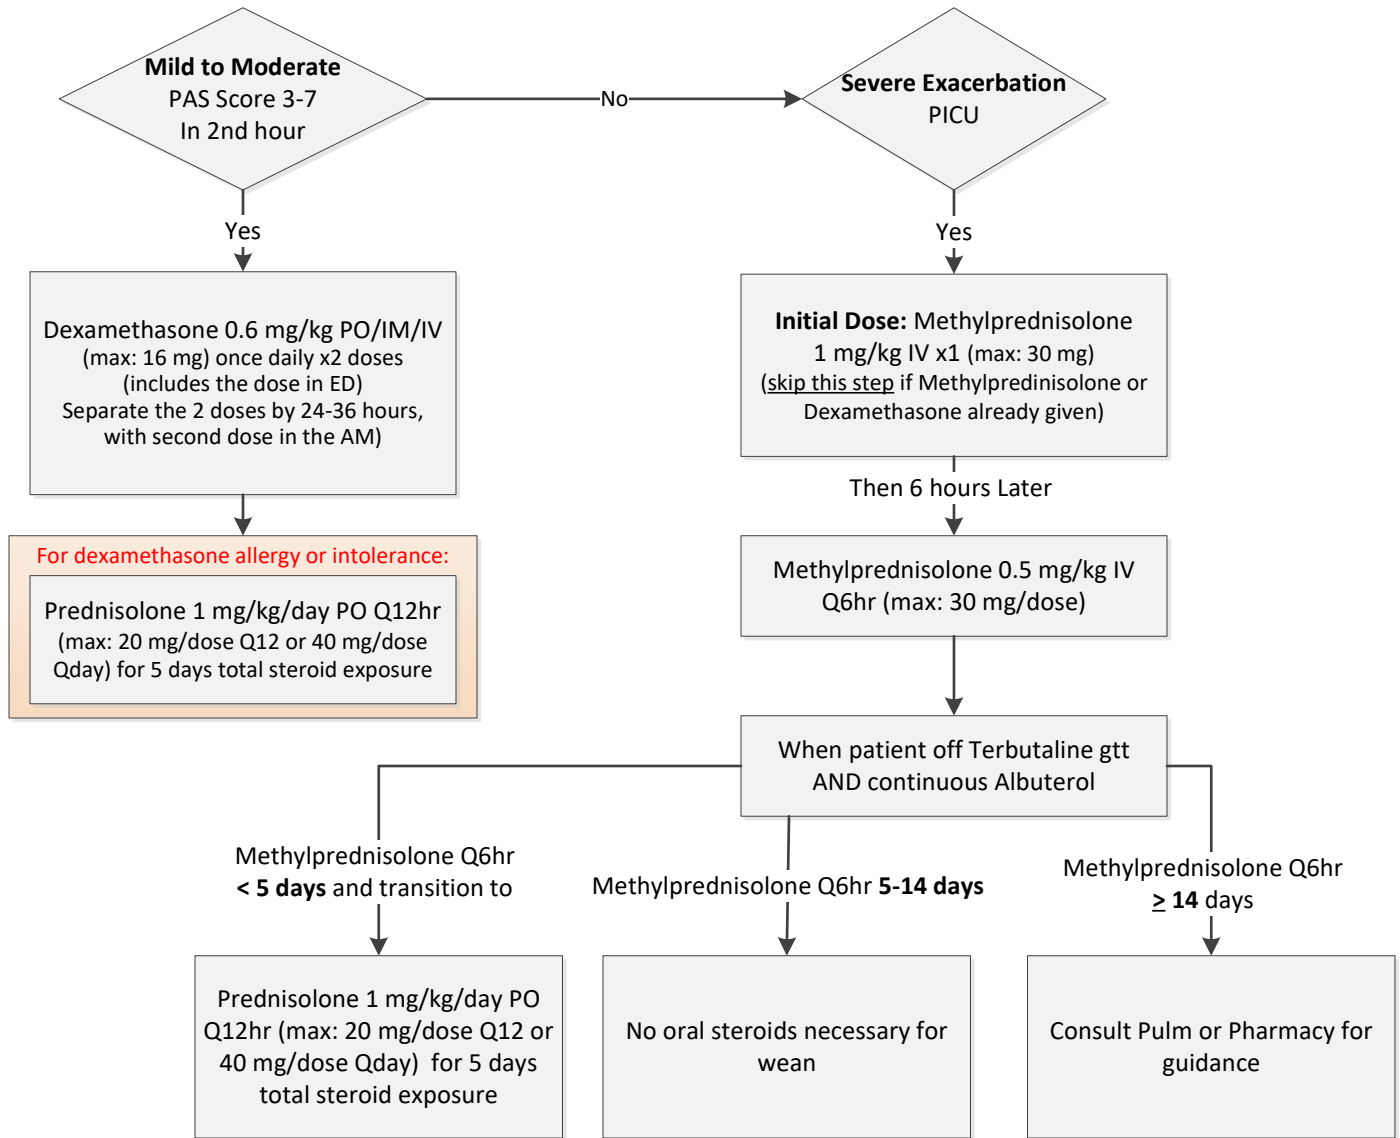 Mild to Moderate
PAS Score 3-7
In 2nd hour
No
Severe Exacerbation
PICU
Yes
Yes
Dexamethasone 0.6 mg/kg PO/IM/IV
(max: 16 mg) once daily x2 doses
(includes the dose in ED)
Separate the 2 doses by 24-36 hours,
with second dose in the AM)
Initial Dose: Methylprednisolone
1 mg/kg IV x1 (max: 30 mg)
(skip this step if Methylpredinisolone or
Dexamethasone already given)
Then 6 hours Later
For dexamethasone allergy or intolerance:
Prednisolone 1 mg/kg/day PO Q12hr
(max: 20 mg/dose Q12 or 40 mg/dose
Qday) for 5 days total steroid exposure
Methylprednisolone 0.5 mg/kg IV
Q6hr (max: 30 mg/dose)
When patient off Terbutaline gtt
AND continuous Albuterol
Methylprednisolone Q6hr
< 5 days and transition to
Methylprednisolone Q6hr 5-14 days
Methylprednisolone Q6hr
≥ 14 days
Prednisolone 1 mg/kg/day PO
Q12hr (max: 20 mg/dose Q12 or
40 mg/dose Qday) for 5 days
total steroid exposure
No oral steroids necessary for
wean
Consult Pulm or Pharmacy for
guidance